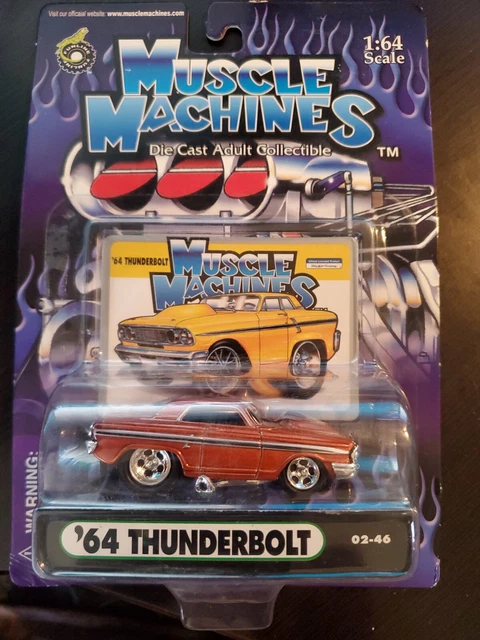 Visit our official website: www.musclemachines.com
FUNLINE
1:64
Scale
MUSCLE
MACHINES
Die Cast Adult Collectible
TM
'64 THUNDERBOLT
MUSCLE
MACHINES
WARNING:
'64 THUNDERBOLT
02-46